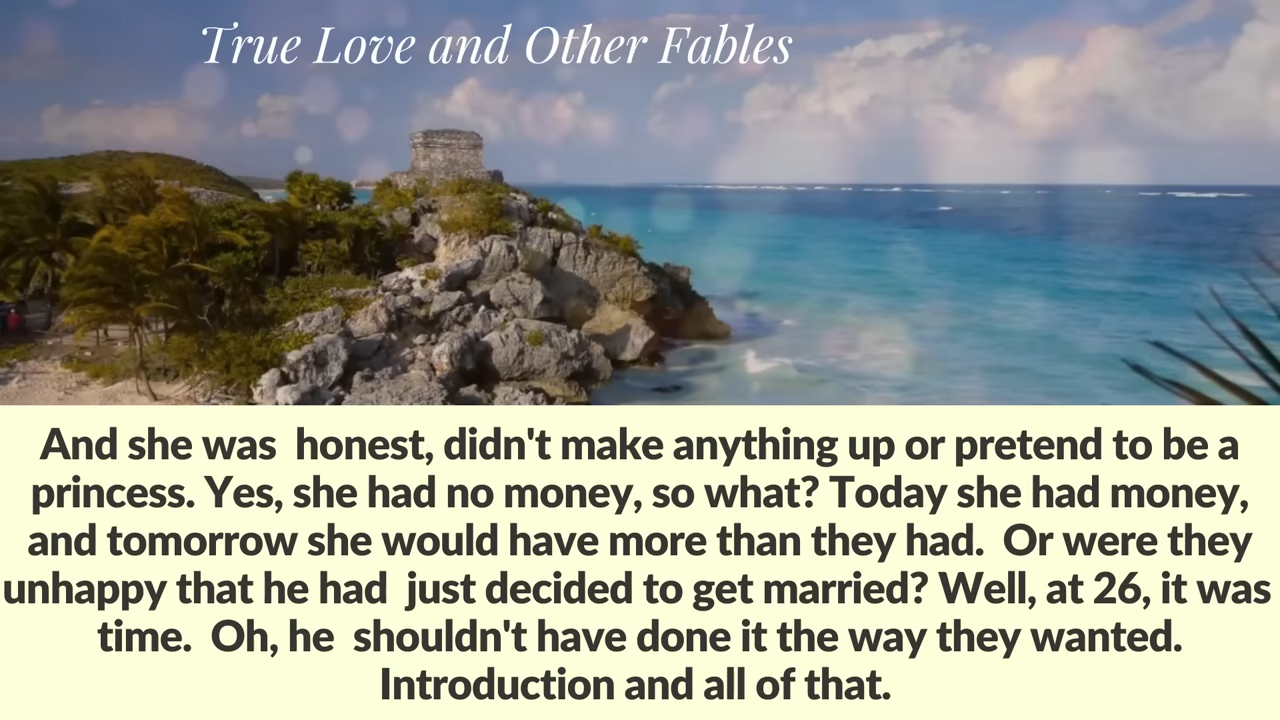 True Love and Other Fables
And she was  honest, didn't make anything up or pretend to be a
princess. Yes, she had no money, so what? Today she had money,
and tomorrow she would have more than they had.  Or were they
unhappy that he had  just decided to get married? Well, at 26, it was
time.  Oh, he  shouldn't have done it the way they wanted.
Introduction and all of that.